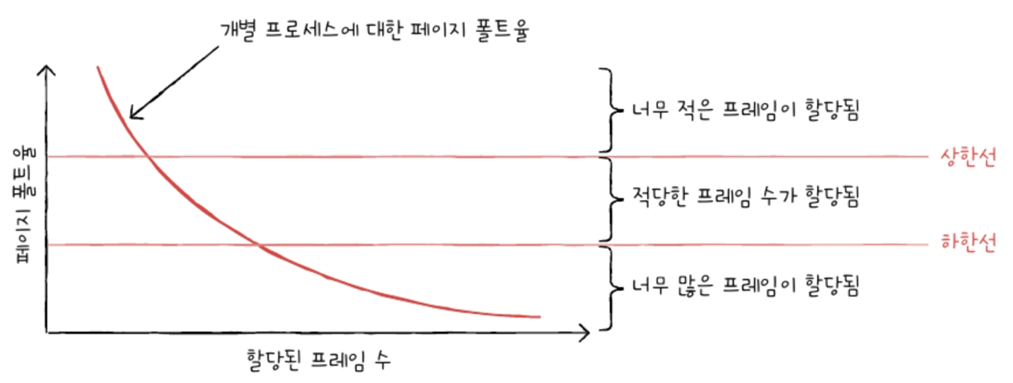 개별 프로세스에 대한 페이지 폴트율
너무 적은 프레임이 할당됨
상한선
페이지 폴트율
적당한 프레임 수가 할당됨
하한선
너무 많은 프레임이 할당됨
할당된 프레임 수